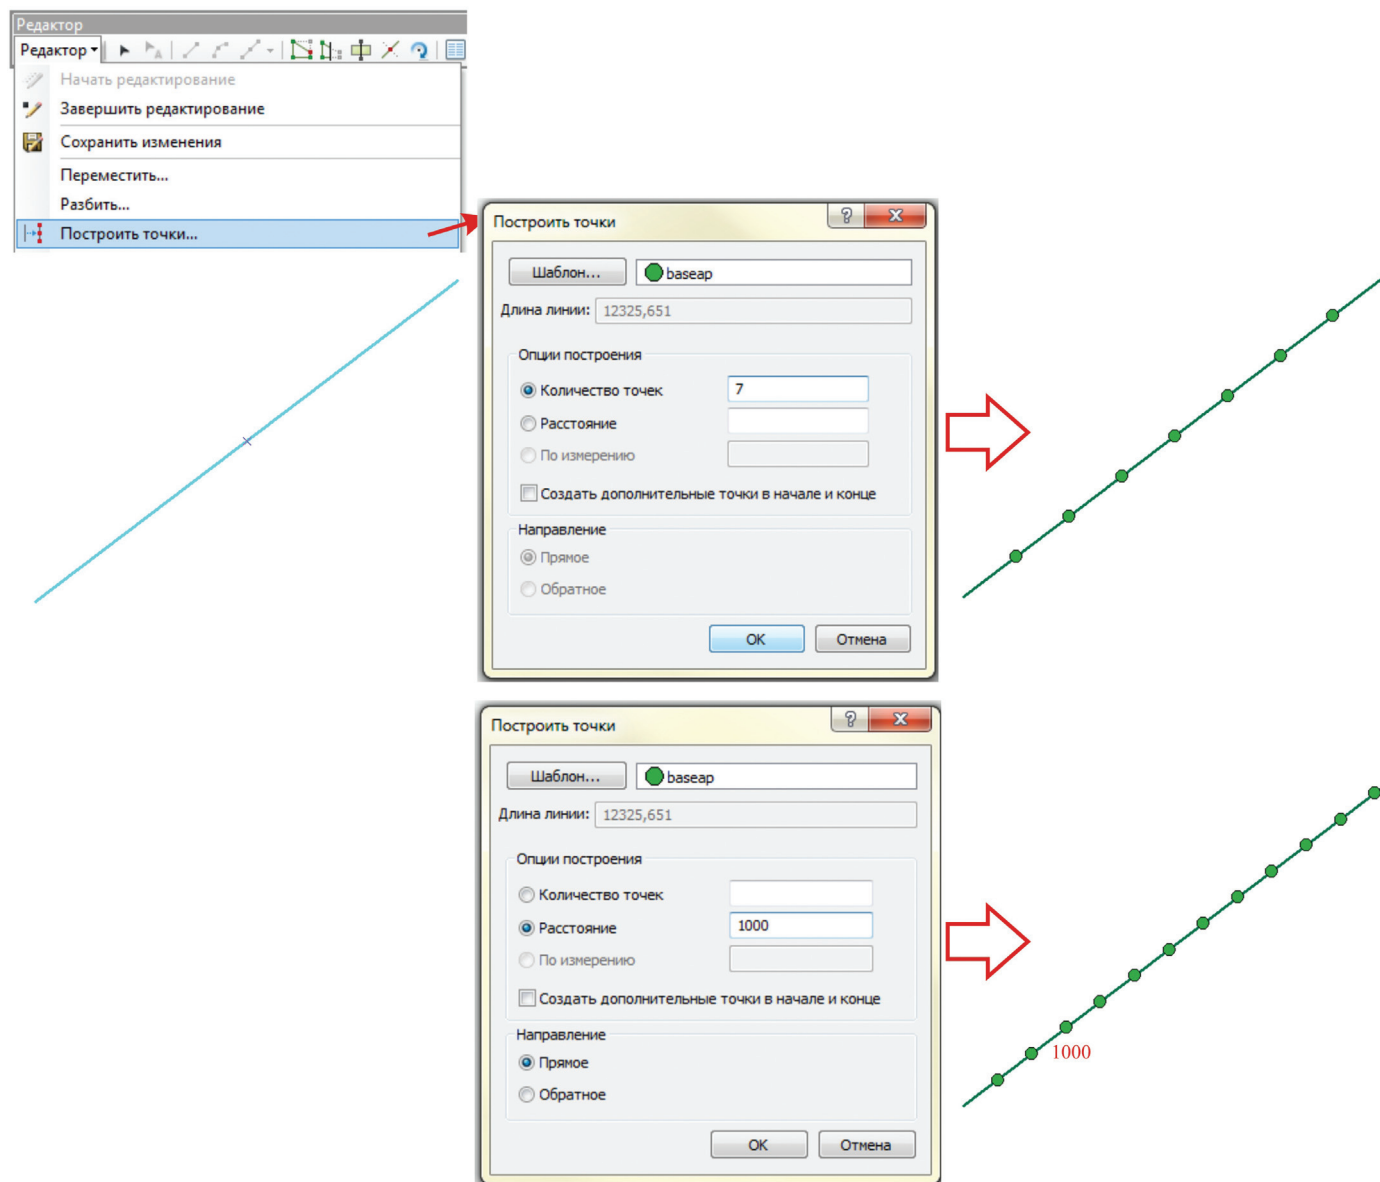 Редактор
Редактор
Начать редактирование
Завершить редактирование
Сохранить изменения
Переместить...
Разбить...
Построить точки...
Построить точки
Шаблон...
baseap
Длина линии: 12325,651
Опции построения
Количество точек 7
Расстояние
По измерению
Создать дополнительные точки в начале и конце
Направление
Прямое
Обратное
ОК Отмена
Построить точки
Шаблон...
baseap
Длина линии: 12325,651
Опции построения
Количество точек
Расстояние 1000
По измерению
Создать дополнительные точки в начале и конце
Направление
Прямое
Обратное
ОК Отмена
1000